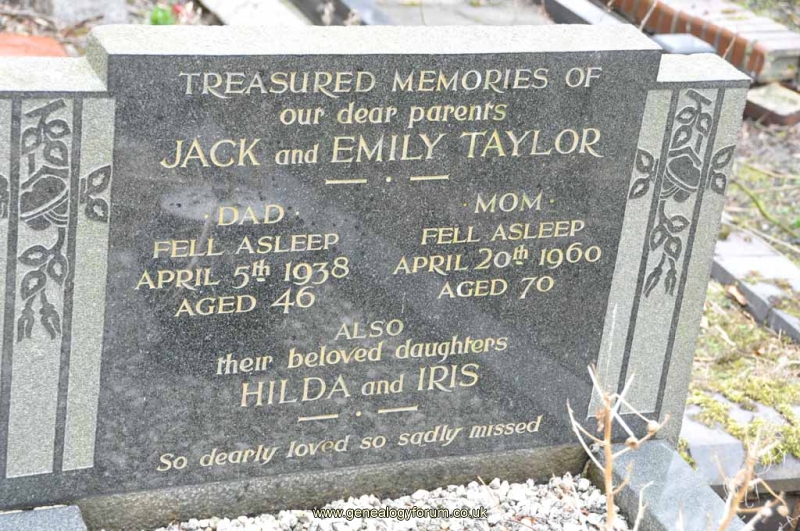 TREASURED MEMORIES OF
our dear parents
JACK and EMILY TAYLOR
· DAD ·
FELL ASLEEP
APRIL 5th 1938
AGED 46
· MOM ·
FELL ASLEEP
APRIL 20th 1960
AGED 70
ALSO
their beloved daughters
HILDA and IRIS
So dearly loved so sadly missed
www.genealogyforum.co.uk